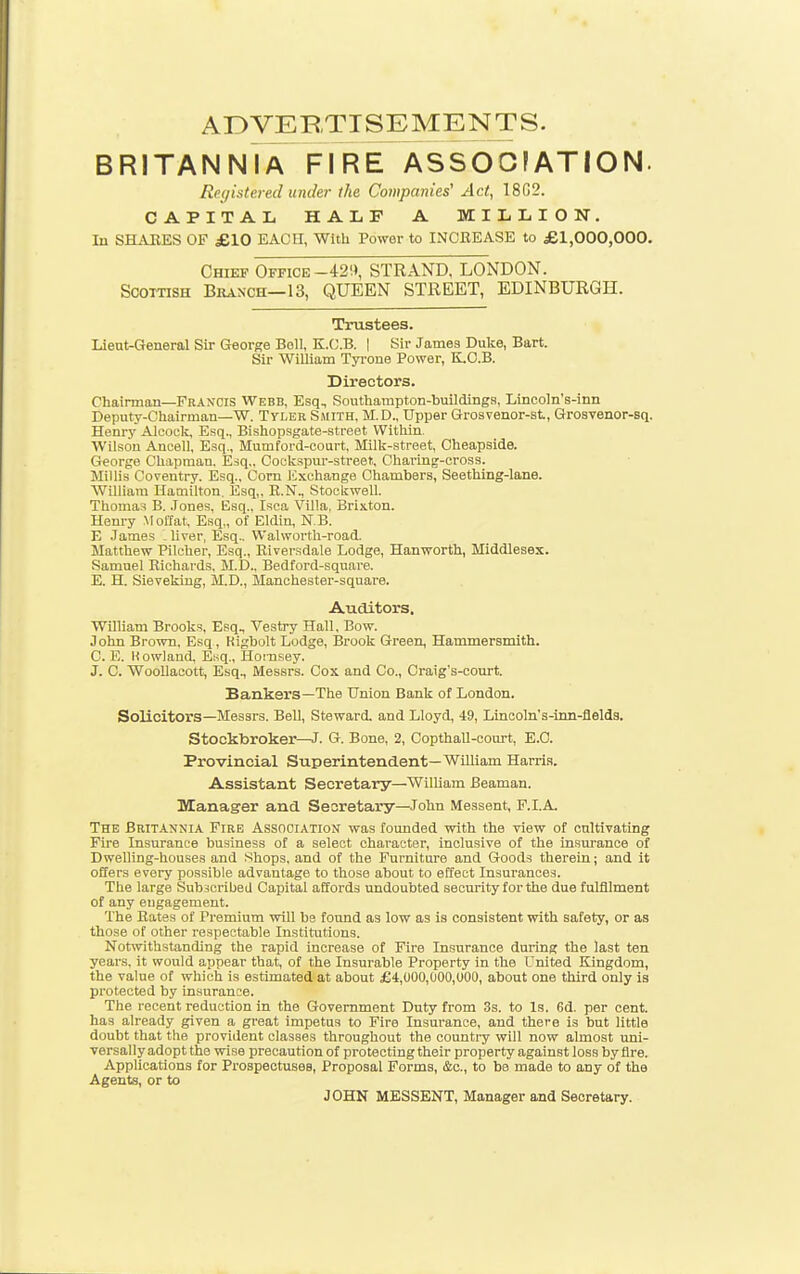 ADVERTISEMENTS.
BRITANNIA FIRE ASSOCIATION.
Registered under the Companies' Act, 1862.
CAPITAL HALF A MILLION.
In SHARES OF £10 EACH, With Power to INCREASE to £1,000,000.
CHIEF OFFICE—429, STRAND, LONDON.
SCOTTISH BRANCH—13, QUEEN STREET, EDINBURGH.
Trustees.
Lieut-General Sir George Bell, K.C.B. | Sir James Duke, Bart.
Sir William Tyrone Power, K.C.B.
Directors.
Chairman—FRANCIS WEBB, Esq., Southampton-buildings, Lincoln's-inn
Deputy-Chairman—W. TYLER SMITH, M.D., Upper Grosvenor-st., Grosvenor-sq.
Henry Alcock, Esq., Bishopsgate-street Within.
Wilson Ancell, Esq., Mumford-court, Milk-street, Cheapside.
George Chapman, Esq., Cockspur-street, Charing-cross.
Millis Coventry, Esq., Corn Exchange Chambers, Seething-lane.
William Hamilton, Esq., R.N., Stockwell.
Thomas B. Jones, Esq., Isca Villa, Brixton.
Henry Moffat, Esq., of Eldin, N.B.
E James liver, Esq., Walworth-road.
Matthew Pilcher, Esq., Riversdale Lodge, Hanworth, Middlesex.
Samuel Richards, M.D., Bedford-square.
E. H. Sieveking, M.D., Manchester-square.
Auditors.
William Brooks, Esq., Vestry Hall, Bow.
John Brown, Esq., Rigbolt Lodge, Brook Green, Hammersmith.
C. E. Rowland, Esq., Hornsey.
J. C. Woollacott, Esq., Messrs. Cox and Co., Craig's-court.
Bankers—The Union Bank of London.
Solicitors—Messrs. Bell, Steward, and Lloyd, 49, Lincoln's-inn-fields.
Stockbroker—J. G. Bone, 2, Copthall-court, E.C.
Provincial Superintendent—William Harris.
Assistant Secretary—William Beaman.
Manager and Secretary—John Messent, F.I.A.
THE BRITANNIA FIRE ASSOCIATION was founded with the view of cultivating
Fire Insurance business of a select character, inclusive of the insurance of
Dwelling-houses and Shops, and of the Furniture and Goods therein; and it
offers every possible advantage to those about to effect Insurances.
The large Subscribed Capital affords undoubted security for the due fulfilment
of any engagement.
The Rates of Premium will be found as low as is consistent with safety, or as
those of other respectable Institutions.
Notwithstanding the rapid increase of Fire Insurance during the last ten
years, it would appear that, of the Insurable Property in the United Kingdom,
the value of which is estimated at about £4,000,000,000, about one third only is
protected by insurance.
The recent reduction in the Government Duty from 3s. to 1s. 6d. per cent.
has already given a great impetus to Fire Insurance, and there is but little
doubt that the provident classes throughout the country will now almost uni-
versally adopt the wise precaution of protecting their property against loss by fire.
Applications for Prospectuses, Proposal Forms, &c., to be made to any of the
Agents, or to
JOHN MESSENT, Manager and Secretary.